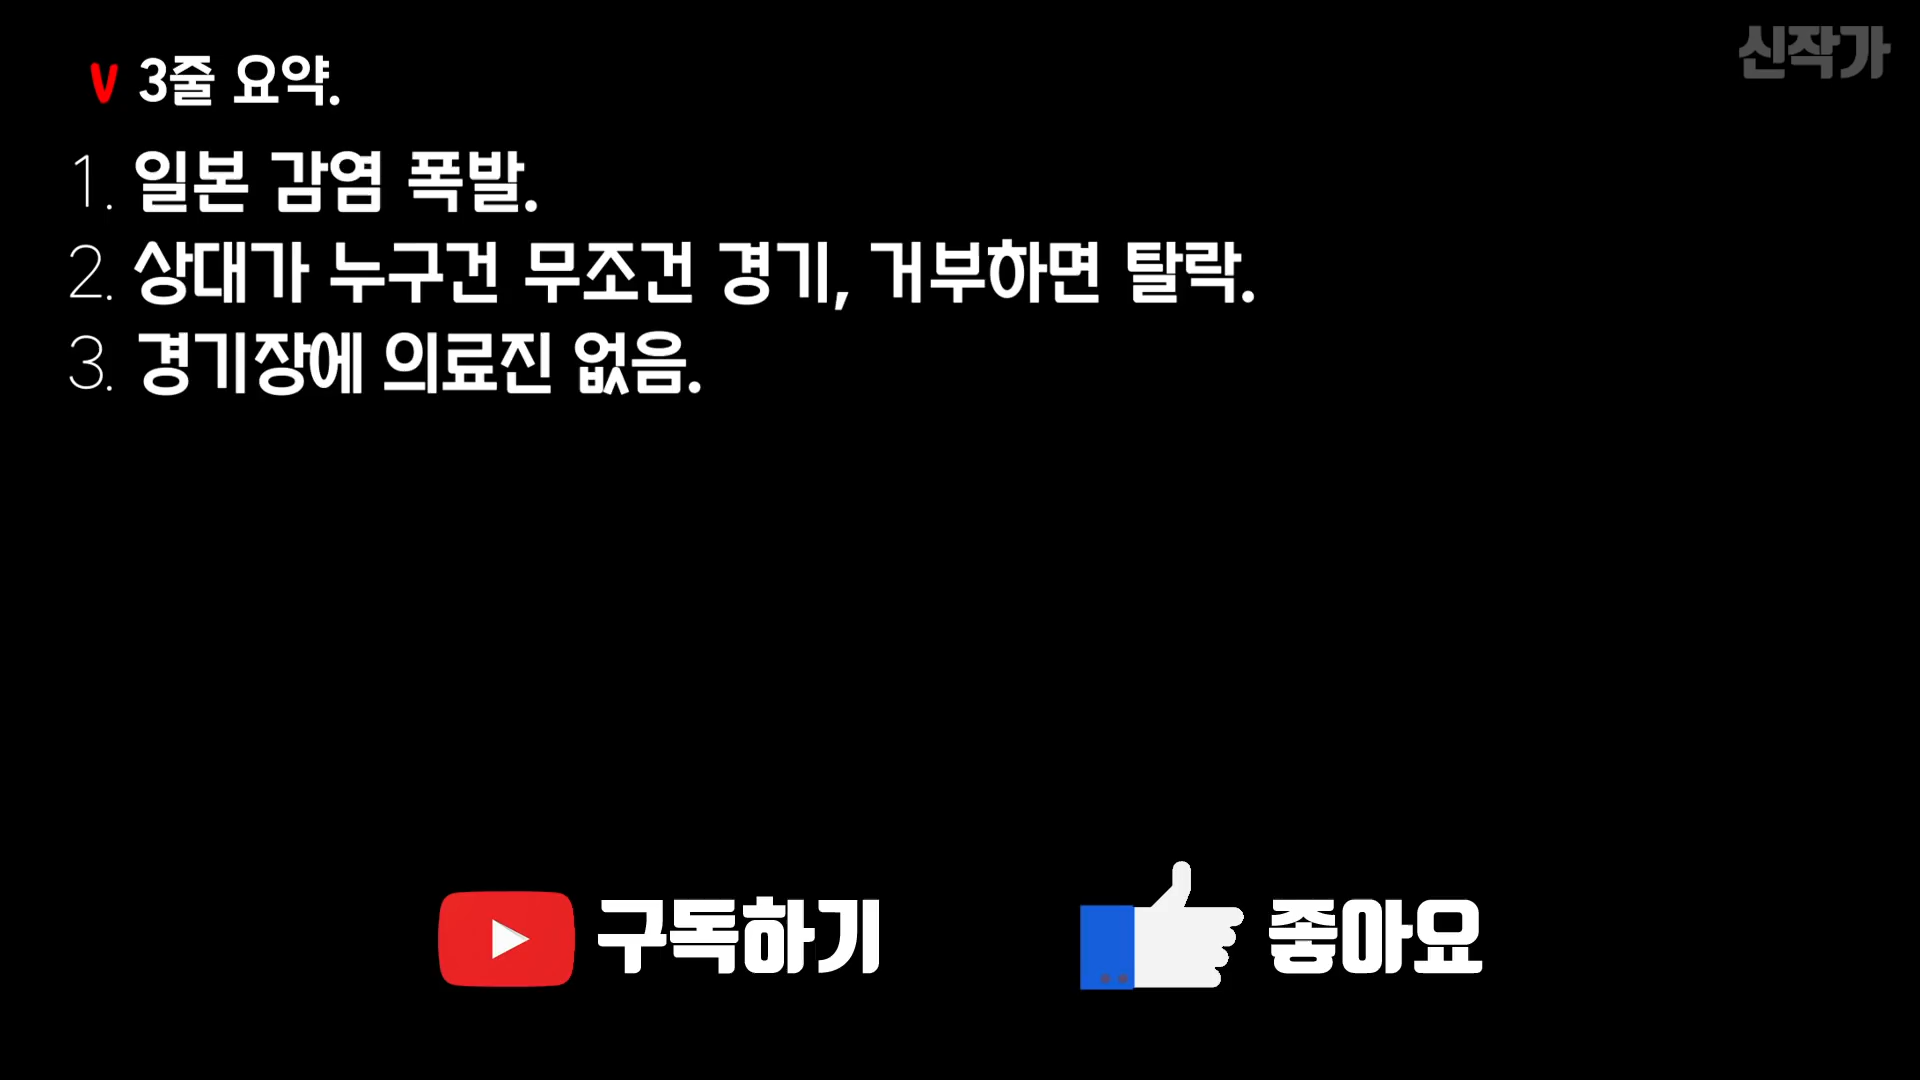 신작가
V 3줄 요약.
1. 일본 감염 폭발.
2. 상대가 누구건 무조건 경기, 거부하면 탈락.
3. 경기장에 의료진 없음.
구독하기
좋아요